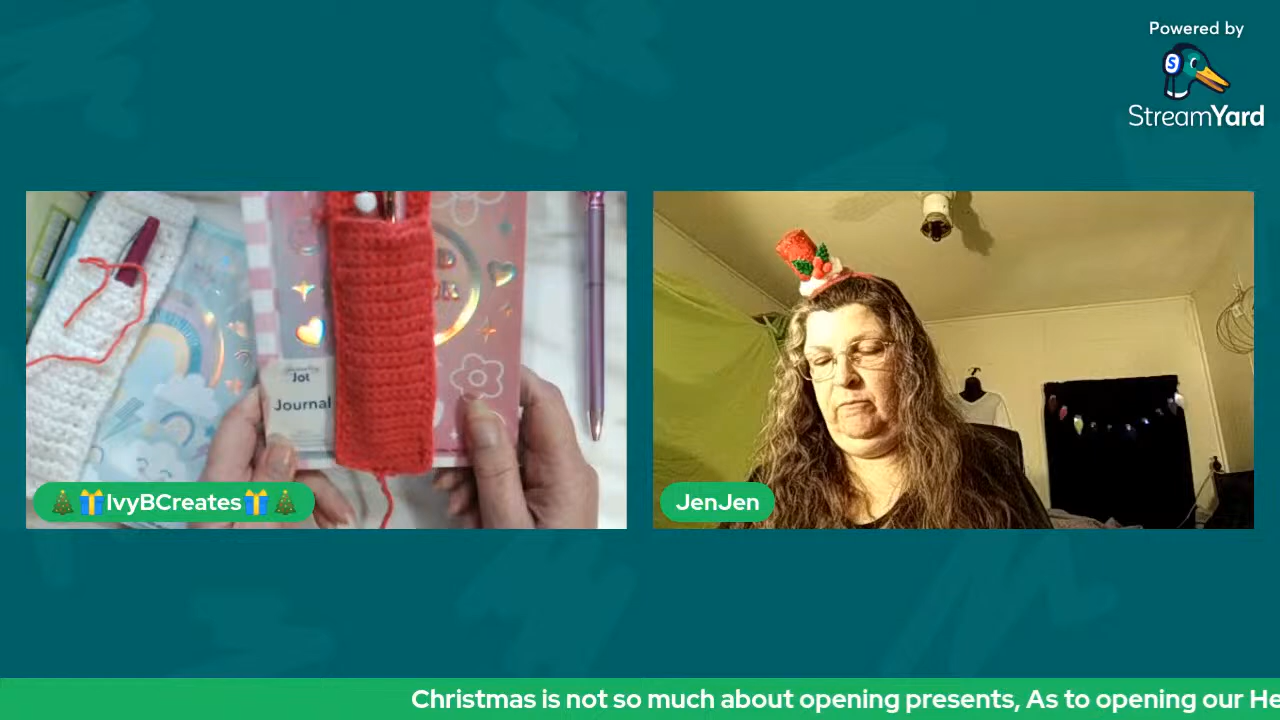 Powered by
S
StreamYard
Jot
Journal
🎄🎁IvyBCreates🎁🎄
JenJen
Christmas is not so much about opening presents, As to opening our He